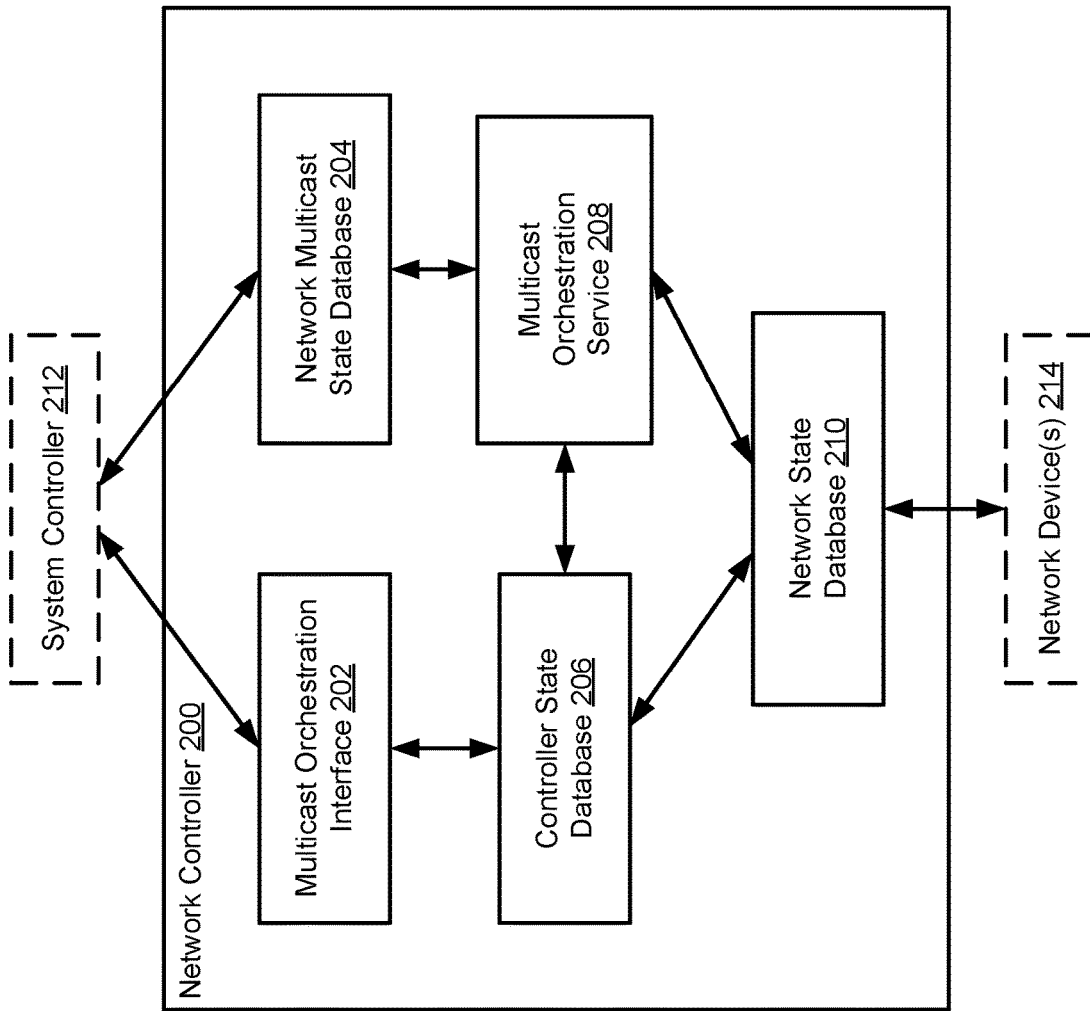 System Controller 212
Network Controller 200
Multicast Orchestration
Interface 202
Network Multicast
State Database 204
Controller State
Database 206
Multicast
Orchestration
Service 208
Network State
Database 210
Network Device(s) 214